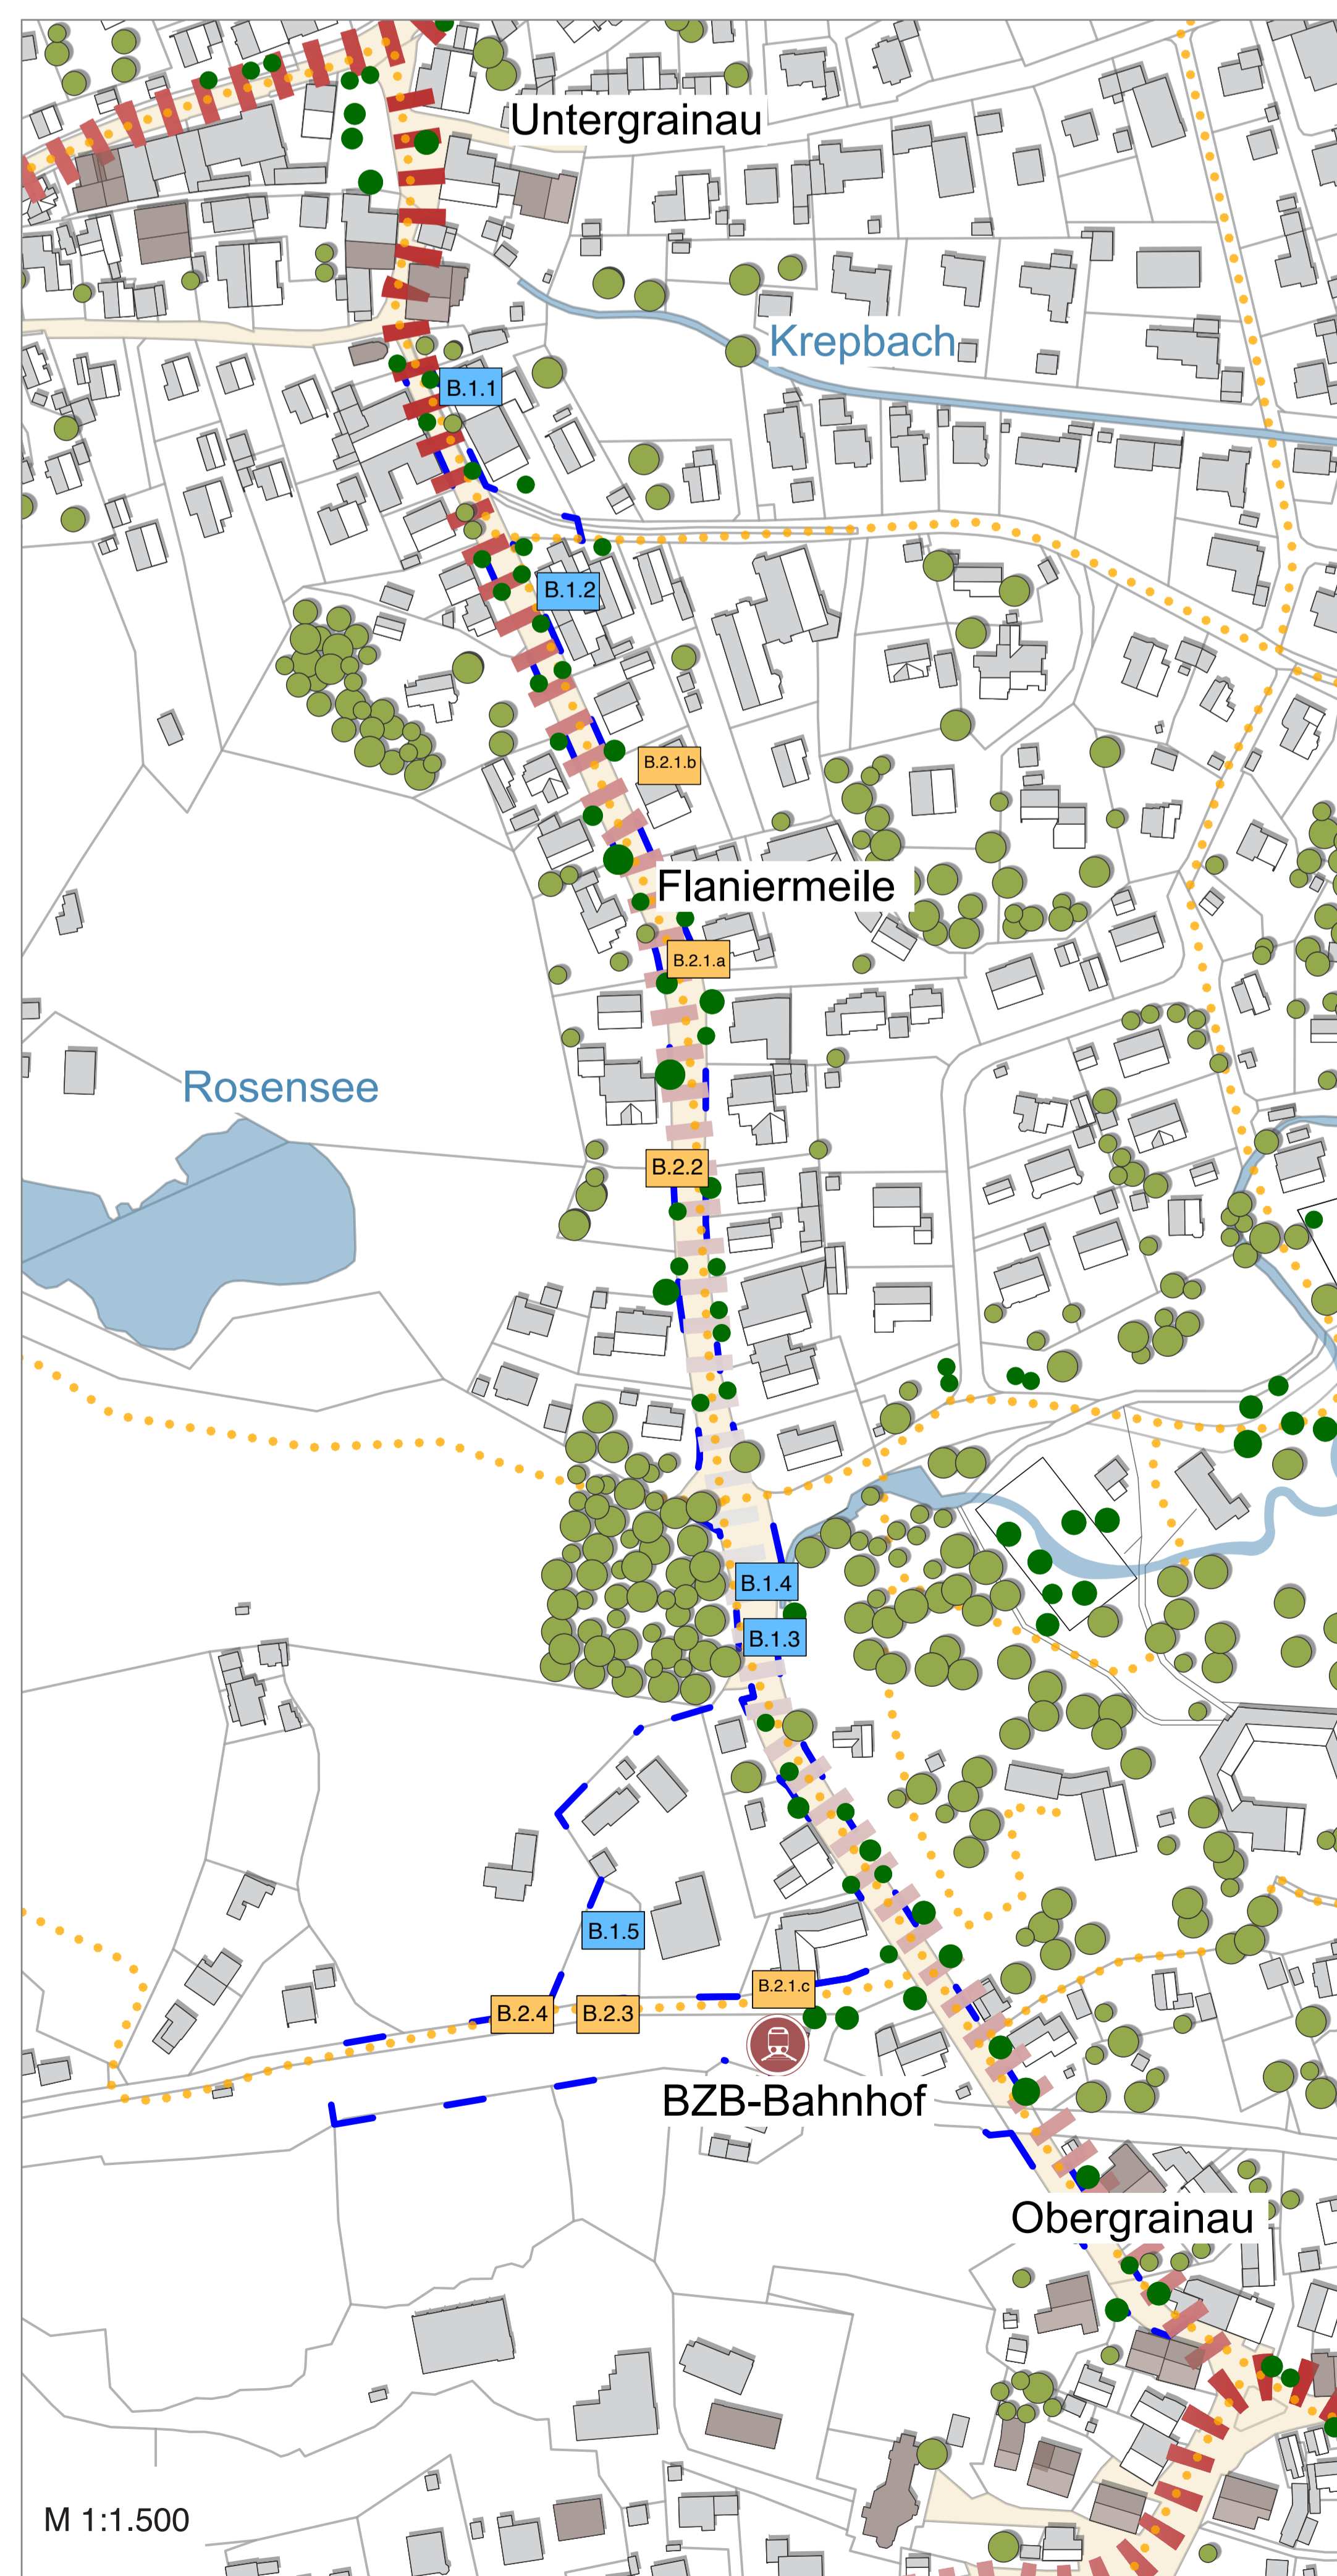 Untergrainau
Krepbach
B.1.1
B.1.2
B.2.1.b
Flaniermeile
B.2.1.a
Rosensee
B.2.2
B.1.4
B.1.3
B.1.5
B.2.1.c
B.2.4
B.2.3
BZB-Bahnhof
Obergrainau
M 1:1.500